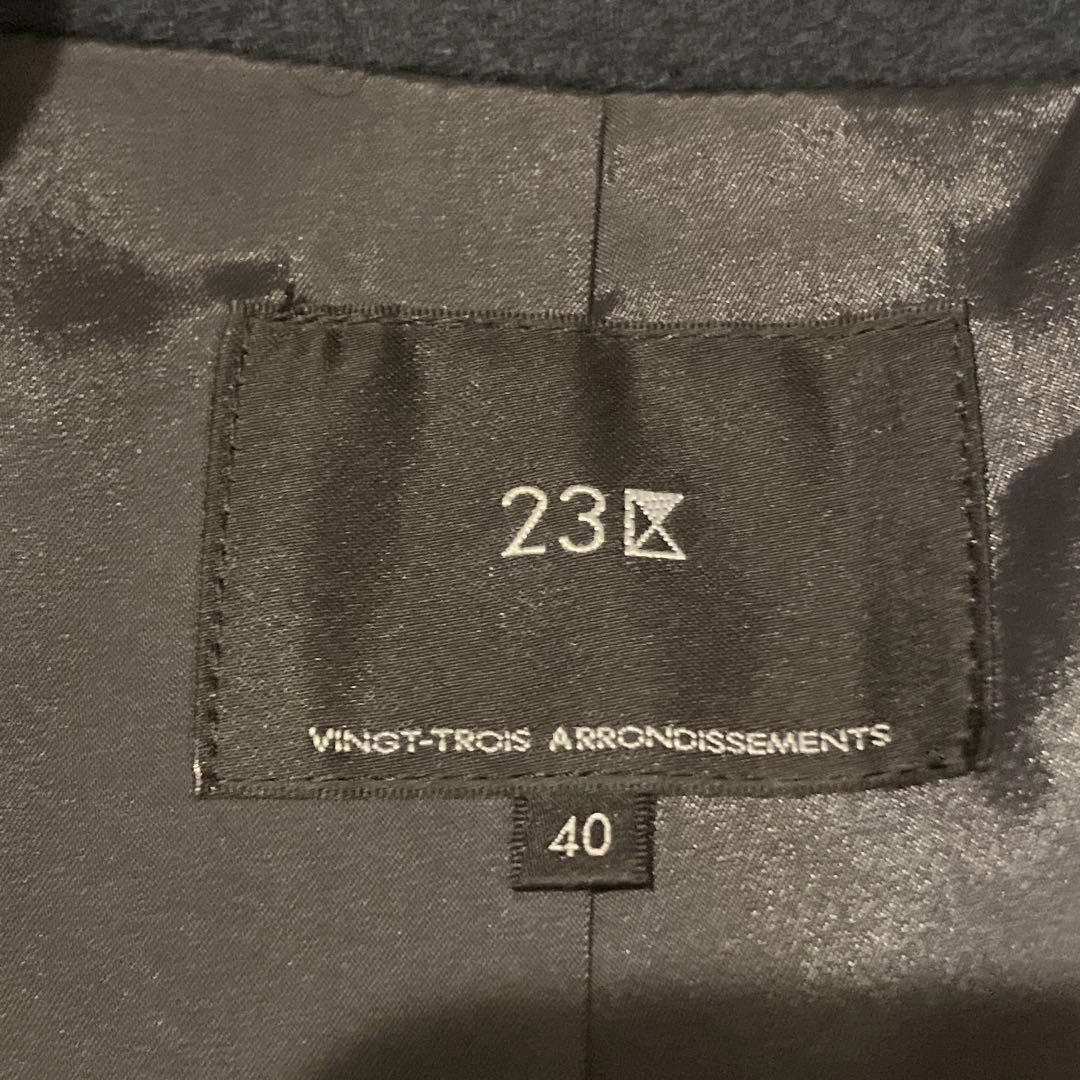 23区
VINGT-TROIS ARRONDISSEMENTS
40